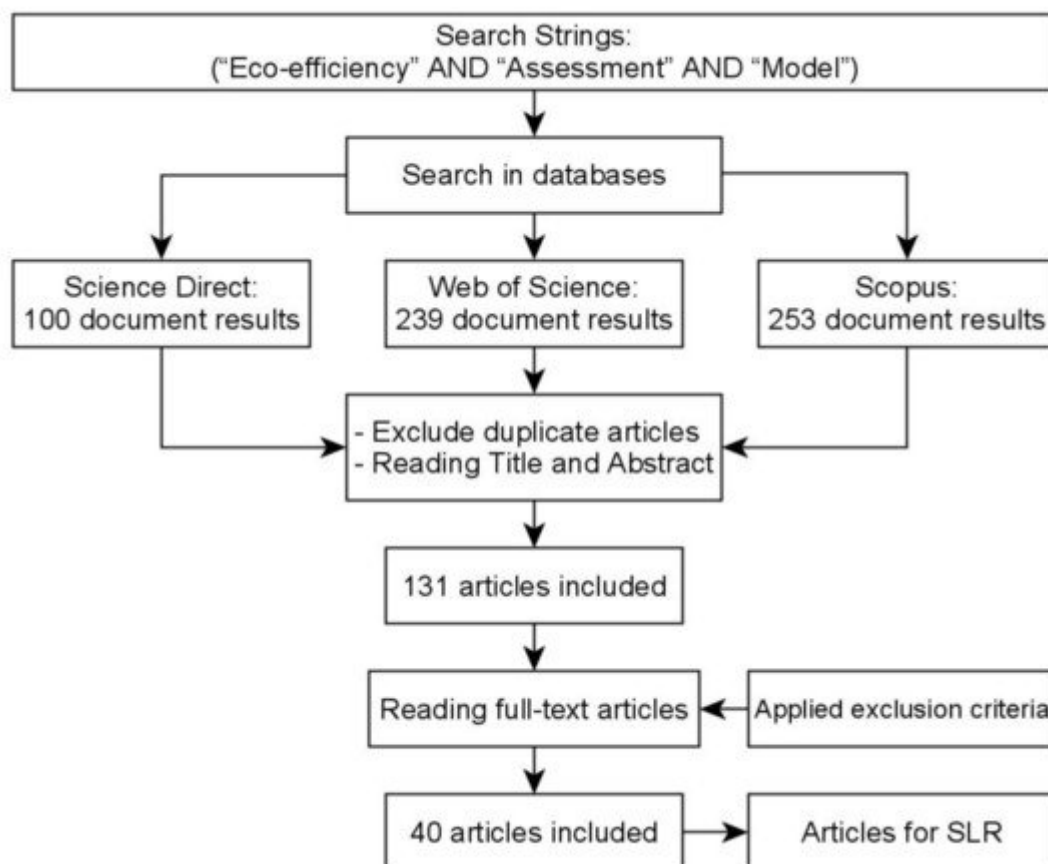 Search Strings:
(“Eco-efficiency” AND “Assessment” AND “Model”)
Search in databases
Science Direct:
100 document results
Web of Science:
239 document results
Scopus:
253 document results
- Exclude duplicate articles
- Reading Title and Abstract
131 articles included
Reading full-text articles
Applied exclusion criteria
40 articles included
Articles for SLR